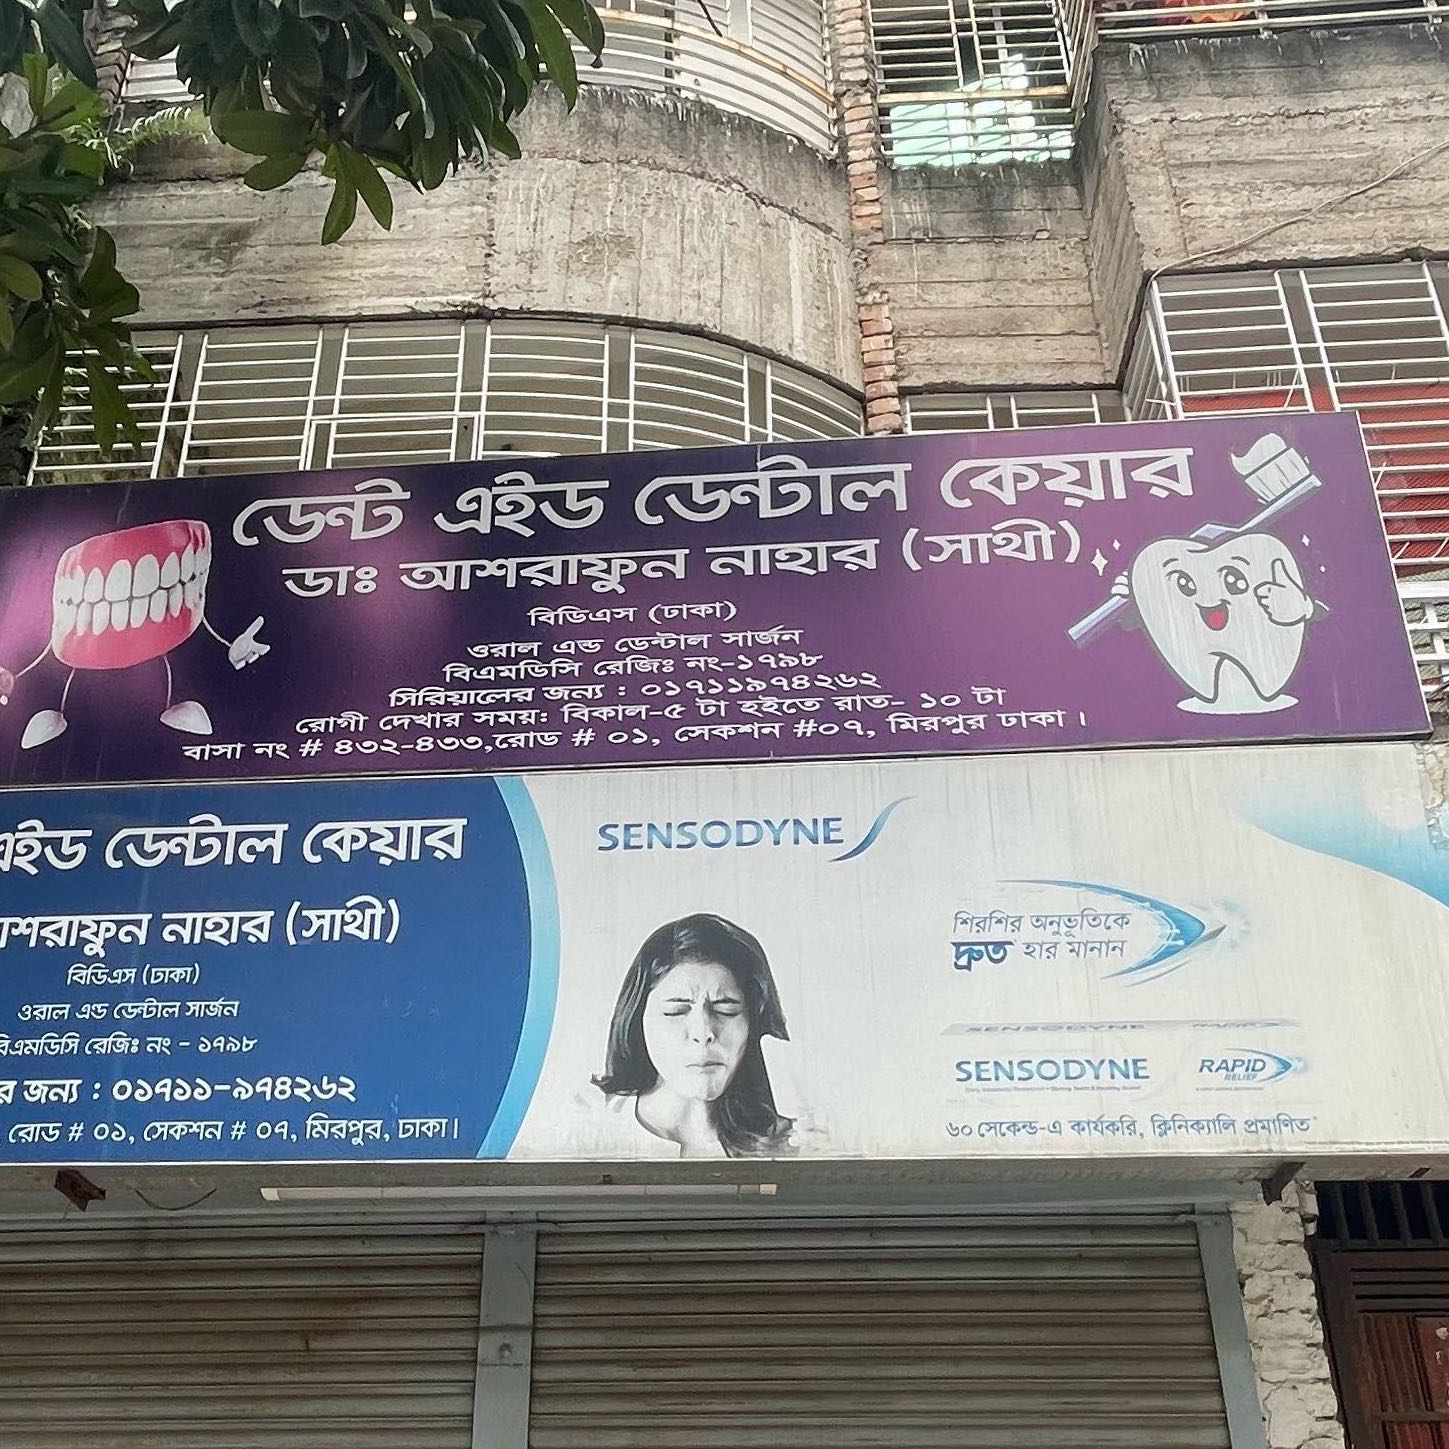 ডেন্ট এইড ডেন্টাল কেয়ার
ডাঃ আশরাফুন নাহার (সাথী)
বিডিএস (ঢাকা)
ওরাল এন্ড ডেন্টাল সার্জন
বিএমডিসি রেজিঃ নং-১৭৯৮
সিরিয়ালের জন্য : ০১৭১১৯৭৪২৬২
রোগী দেখার সময়: বিকাল-৫ টা হইতে রাত- ১০ টা
বাসা নং # ৪৩২-৪৩৩,রোড # ০১, সেকশন #০৭, মিরপুর ঢাকা।
এইড ডেন্টাল কেয়ার
আশরাফুন নাহার (সাথী)
বিডিএস (ঢাকা)
ওরাল এন্ড ডেন্টাল সার্জন
বিএমডিসি রেজিঃ নং - ১৭৯৮
র জন্য : ০১৭১১-৯৭৪২৬২
রোড # ০১, সেকশন # ০৭, মিরপুর, ঢাকা।
SENSODYNE
শিরশির অনুভূতিকে
দ্রুত হার মানান
SENSODYNE
RAPID
RELIEF
৬০ সেকেন্ড-এ কার্যকরি, ক্লিনিক্যালি প্রমাণিত*